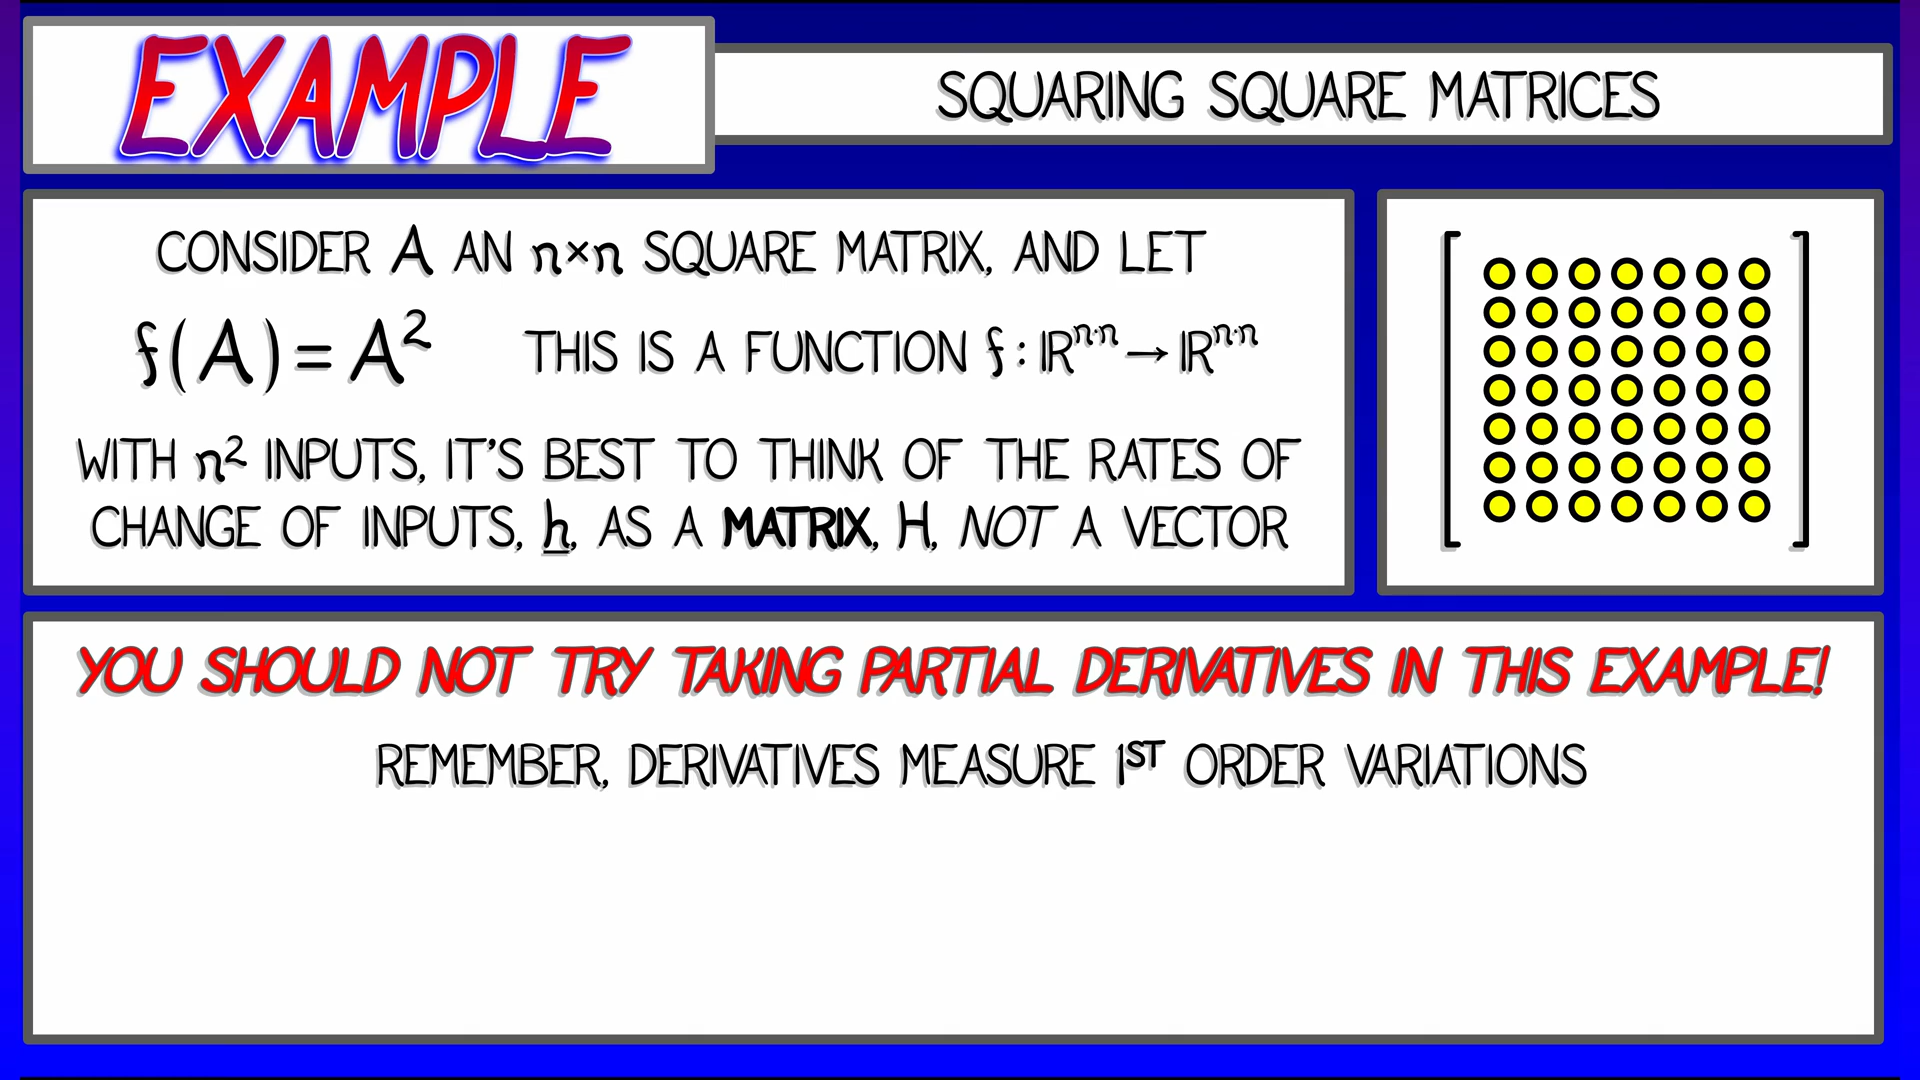 EXAMPLE
SQUARING SQUARE MATRICES
CONSIDER A AN n×n SQUARE MATRIX, AND LET
f(A) = A² THIS IS A FUNCTION f : ℝⁿ˙ⁿ → ℝⁿ˙ⁿ
WITH n² INPUTS, IT'S BEST TO THINK OF THE RATES OF
CHANGE OF INPUTS, h, AS A MATRIX, H, NOT A VECTOR
YOU SHOULD NOT TRY TAKING PARTIAL DERIVATIVES IN THIS EXAMPLE!
REMEMBER, DERIVATIVES MEASURE 1ST ORDER VARIATIONS